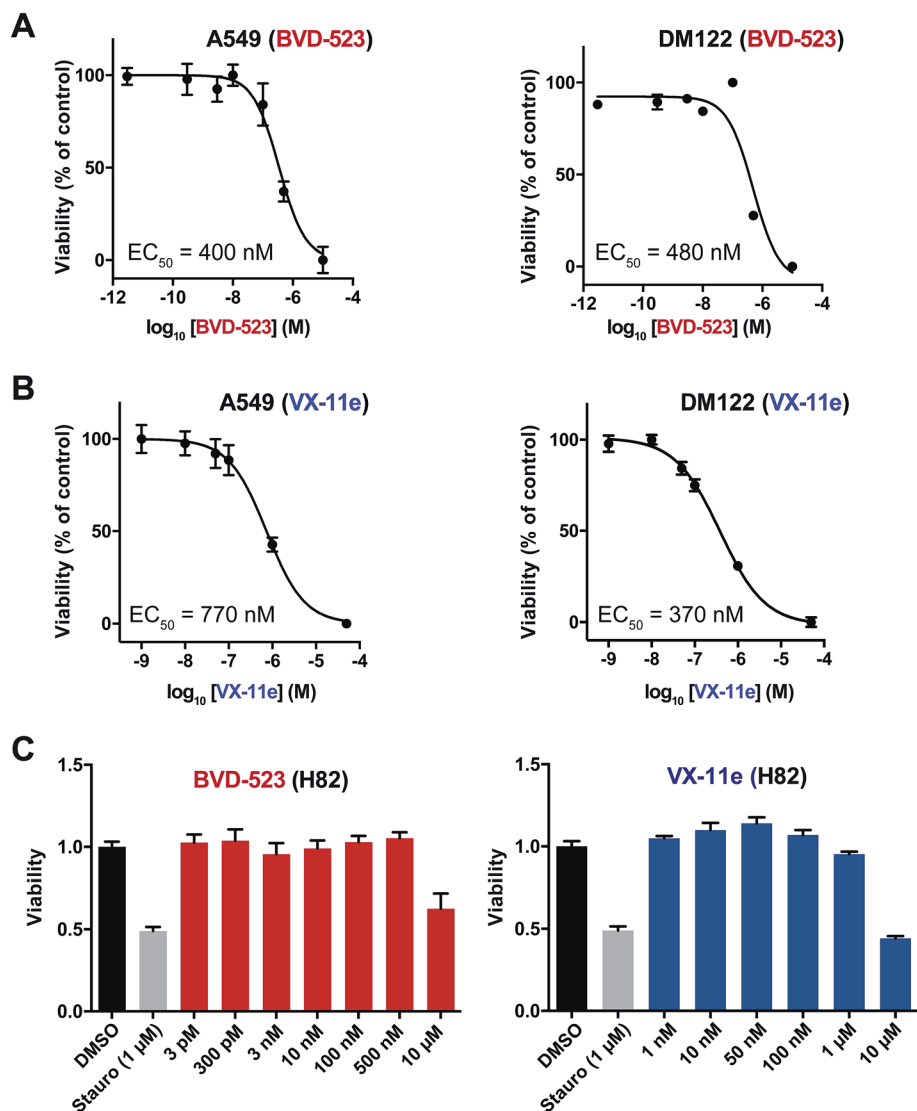 A
A549 (BVD-523)
Viability (% of control)
100
50
0
EC50 = 400 nM
-12 -10 -8 -6 -4
log10 [BVD-523] (M)
DM122 (BVD-523)
Viability (% of control)
100
50
0
EC50 = 480 nM
-12 -10 -8 -6 -4
log10 [BVD-523] (M)
B
A549 (VX-11e)
Viability (% of control)
100
50
0
EC50 = 770 nM
-9 -8 -7 -6 -5 -4
log10 [VX-11e] (M)
DM122 (VX-11e)
Viability (% of control)
100
50
0
EC50 = 370 nM
-9 -8 -7 -6 -5 -4
log10 [VX-11e] (M)
C
BVD-523 (H82)
Viability
1.5
1.0
0.5
0.0
DMSO
Stauro (1 µM)
3 pM
300 pM
3 nM
10 nM
100 nM
500 nM
10 µM
VX-11e (H82)
Viability
1.5
1.0
0.5
0.0
DMSO
Stauro (1 µM)
1 nM
10 nM
50 nM
100 nM
1 µM
10 µM